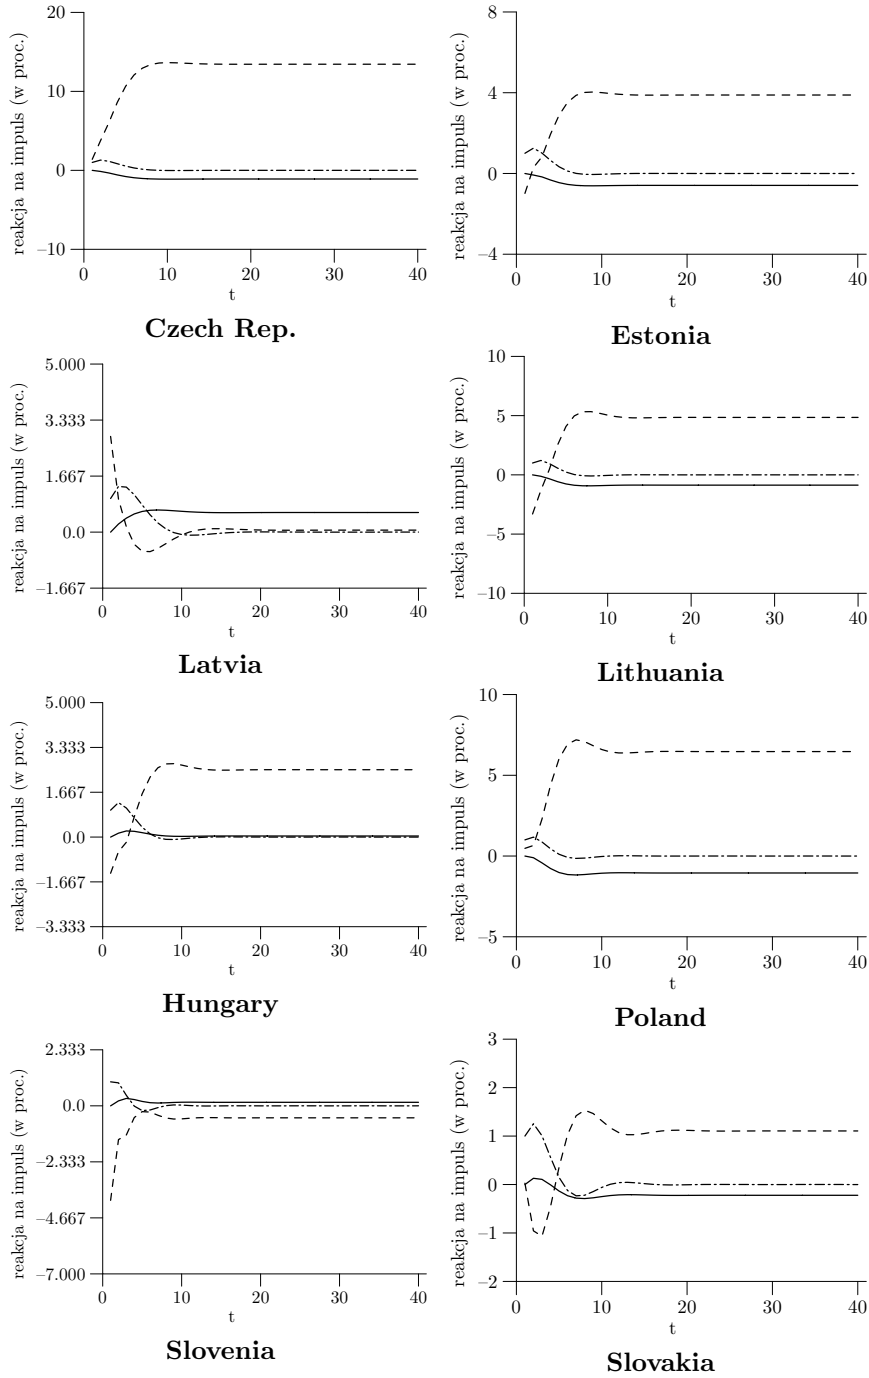 reakcja na impuls (w proc.)
20
10
0
−10
0 10 20 30 40
t
Czech Rep.
reakcja na impuls (w proc.)
8
4
0
−4
0 10 20 30 40
t
Estonia
reakcja na impuls (w proc.)
5.000
3.333
1.667
0.0
−1.667
0 10 20 30 40
t
Latvia
reakcja na impuls (w proc.)
10
5
0
−5
−10
0 10 20 30 40
t
Lithuania
reakcja na impuls (w proc.)
5.000
3.333
1.667
0.0
−1.667
−3.333
0 10 20 30 40
t
Hungary
reakcja na impuls (w proc.)
10
5
0
−5
0 10 20 30 40
t
Poland
reakcja na impuls (w proc.)
2.333
0.0
−2.333
−4.667
−7.000
0 10 20 30 40
t
Slovenia
reakcja na impuls (w proc.)
3
2
1
0
−1
−2
0 10 20 30 40
t
Slovakia